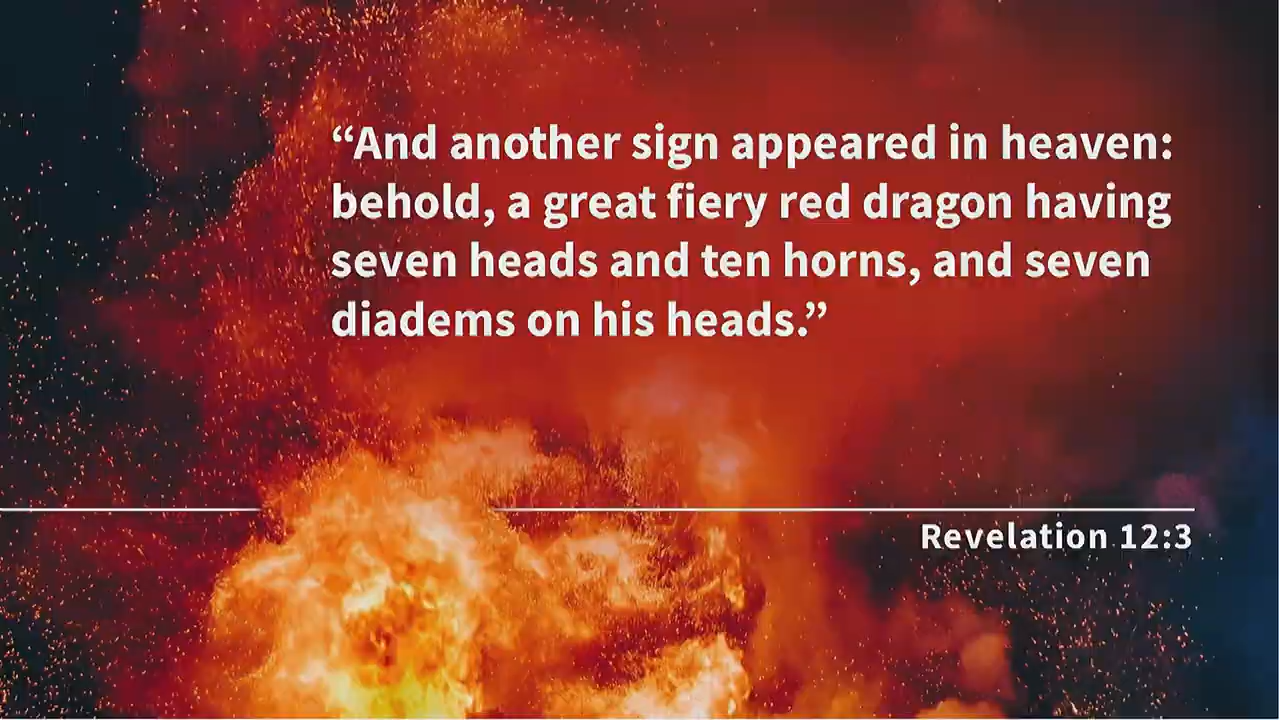 “And another sign appeared in heaven:
behold, a great fiery red dragon having
seven heads and ten horns, and seven
diadems on his heads.”
Revelation 12:3